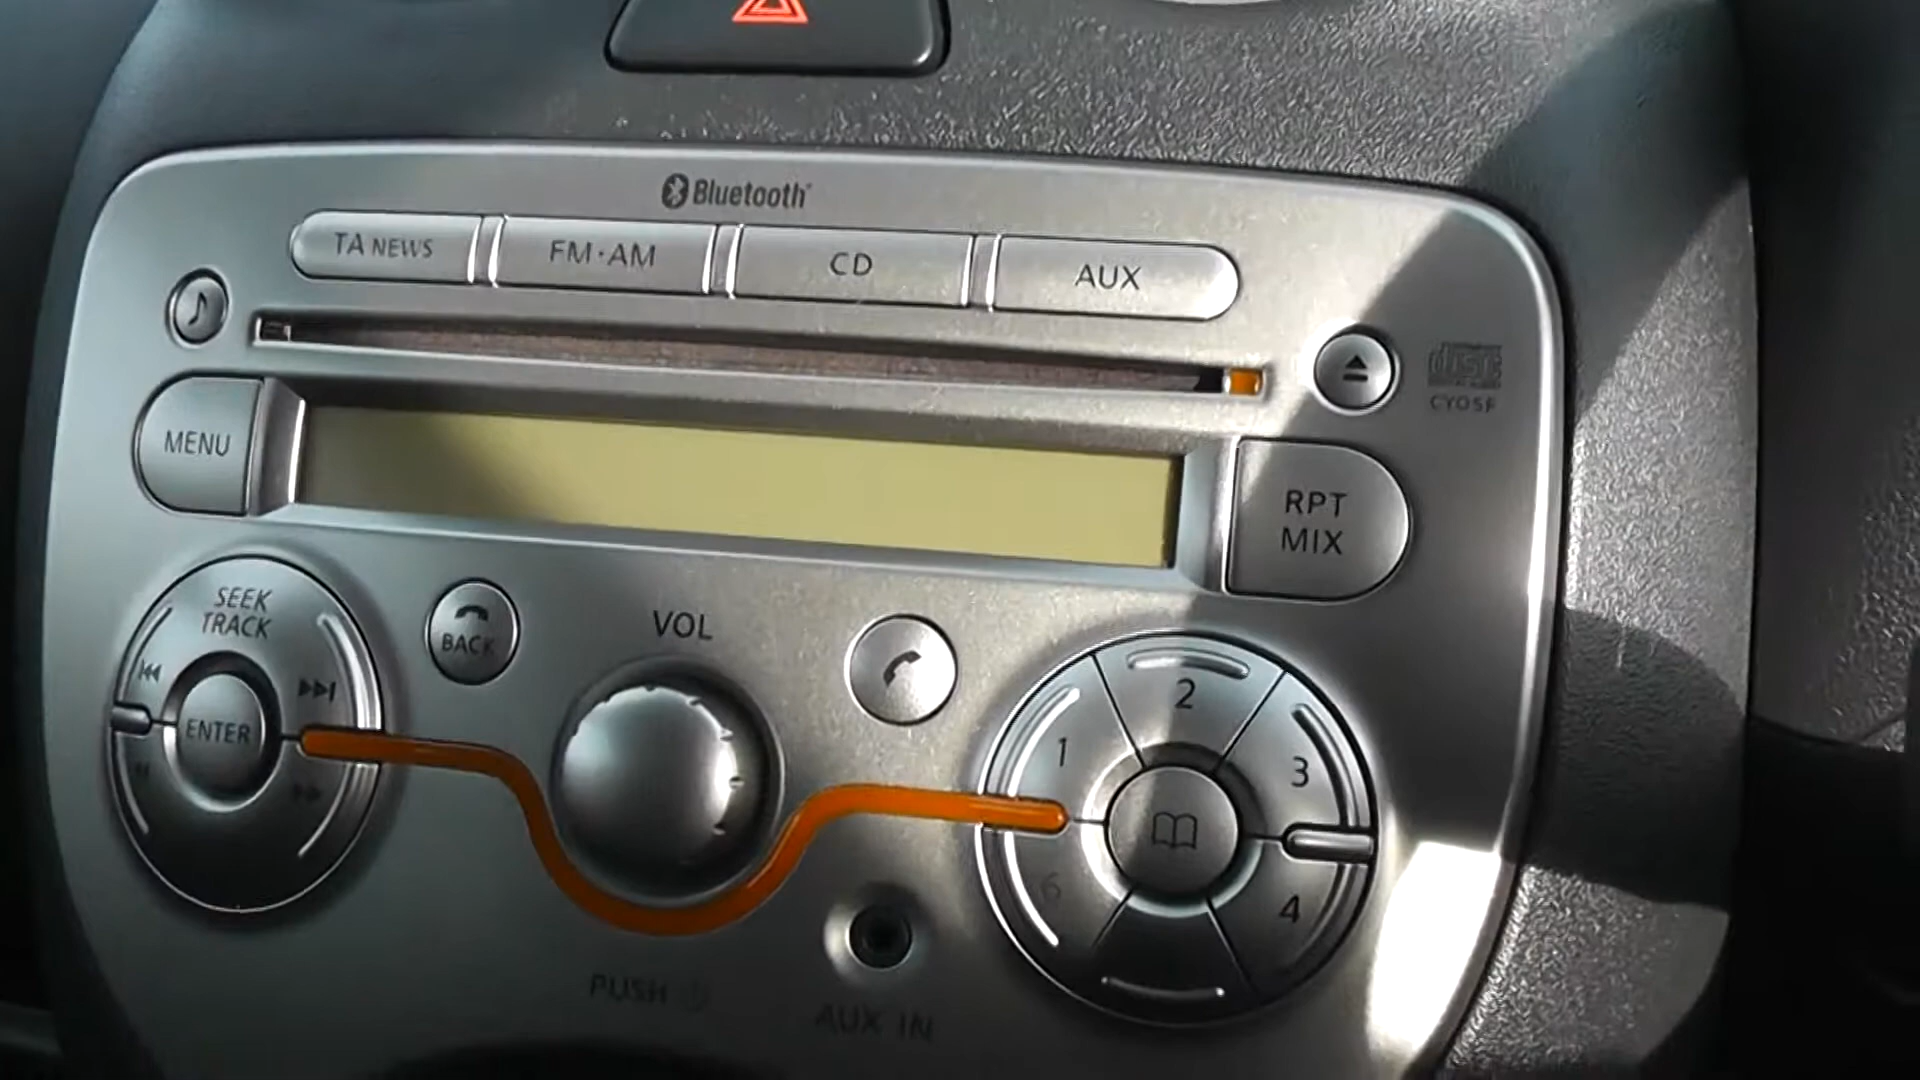 Bluetooth
TA NEWS
FM·AM
CD
AUX
MENU
RPT
MIX
SEEK
TRACK
ENTER
BACK
VOL
1
2
3
4
6
PUSH
AUX IN